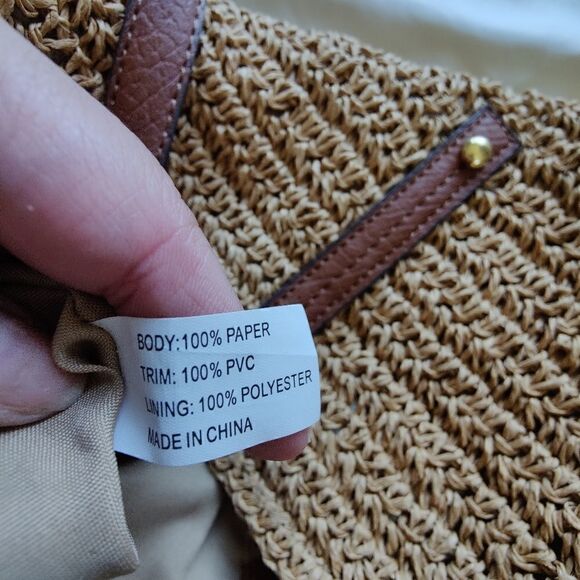 BODY:100% PAPER
TRIM: 100% PVC
LINING: 100% POLYESTER
MADE IN CHINA